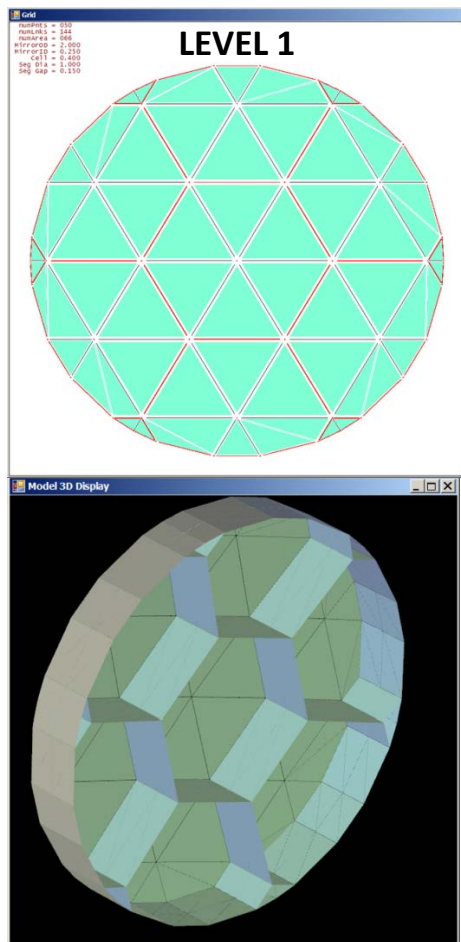 Grid
LEVEL 1
numPnts = 050
numLnks = 144
numArea = 066
MirrorOD = 2.000
MirrorID = 0.250
Cell = 0.400
Seg Dia = 1.000
Seg Gap = 0.150
Model 3D Display